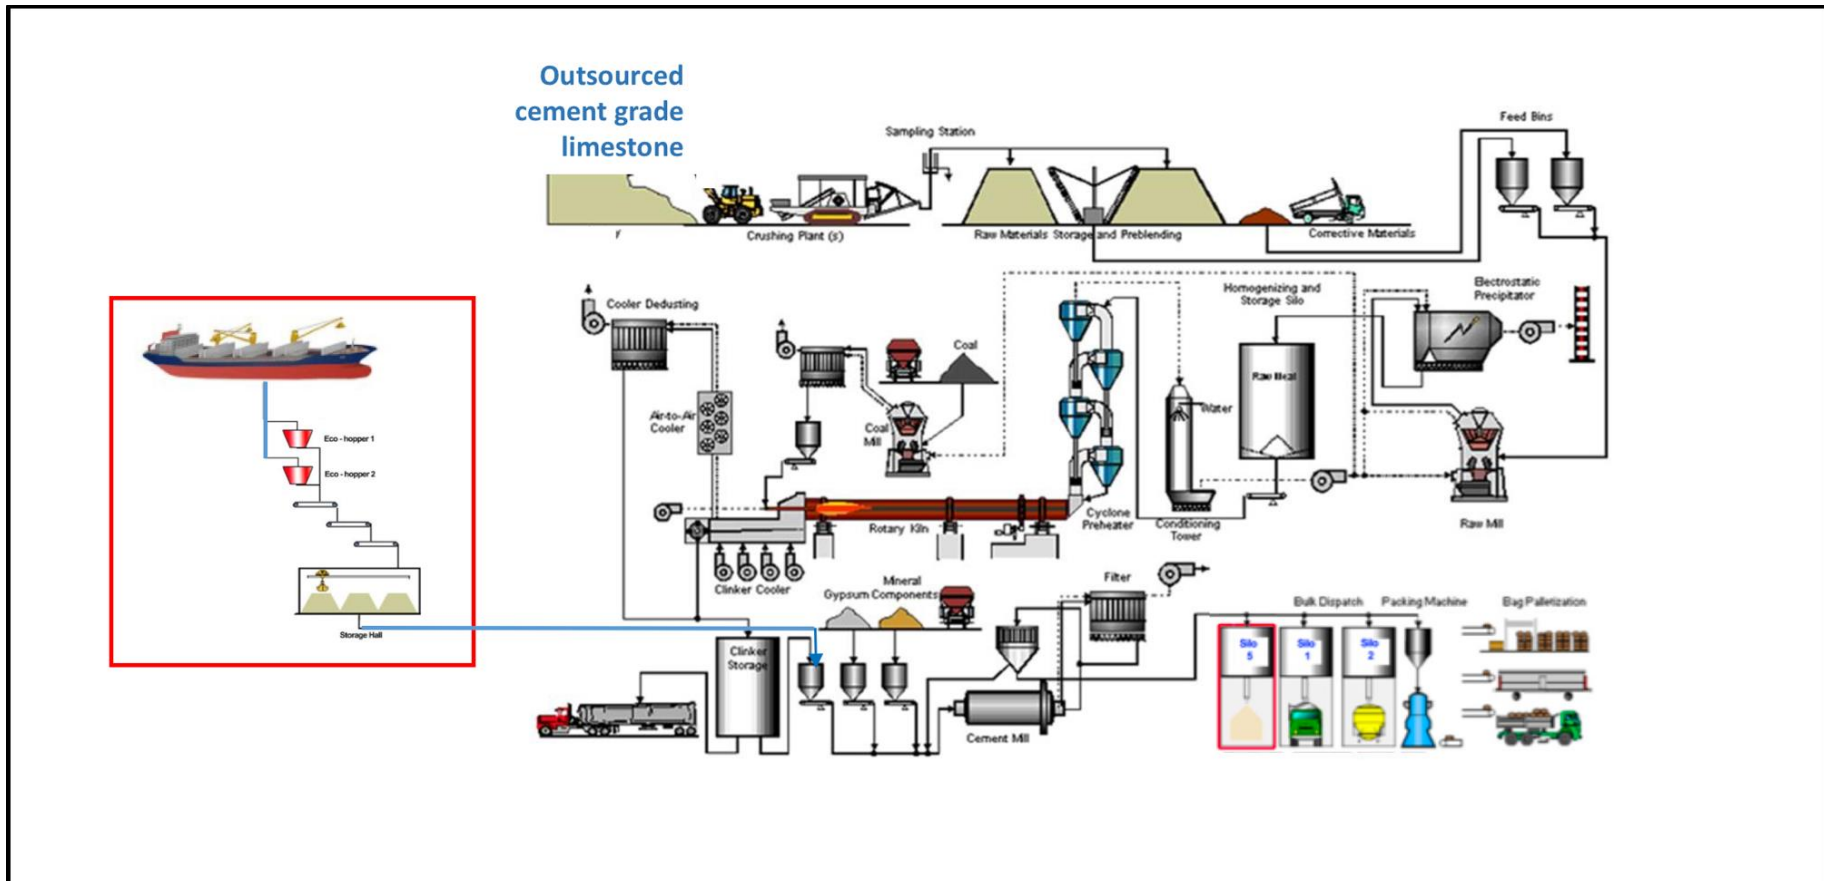 Outsourced
cement grade
limestone
Sampling Station
Feed Bins
Crushing Plant (s)
Raw Materials Storage and Preblending
Corrective Materials
Cooler Dedusting
Coal
Homogenizing and
Storage Silo
Electrostatic
Precipitator
Raw Meal
Air-to-Air
Cooler
Coal
Mill
Water
Eco - hopper 1
Eco - hopper 2
Rotary Kiln
Cyclone
Preheater
Conditioning
Tower
Raw Mill
Clinker Cooler
Mineral
Gypsum Components
Filter
Storage Hall
Bulk Dispatch
Packing Machine
Bag Palletization
Clinker
Storage
Silo
5
Silo
1
Silo
2
Cement Mill